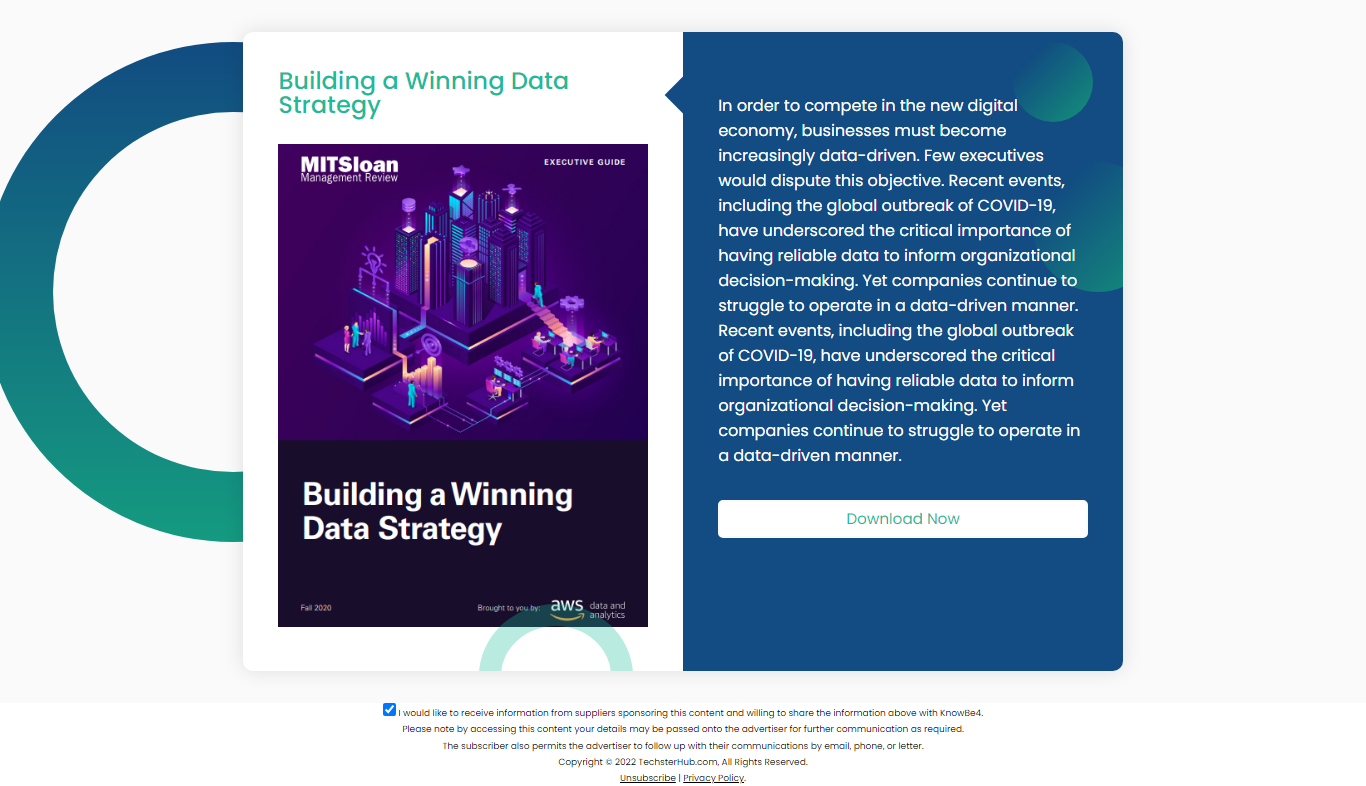 Building a Winning Data
Strategy
MITSloan
Management Review
EXECUTIVE GUIDE
Building a Winning
Data Strategy
Fall 2020
Brought to you by:
aws data and
analytics
In order to compete in the new digital
economy, businesses must become
increasingly data-driven. Few executives
would dispute this objective. Recent events,
including the global outbreak of COVID-19,
have underscored the critical importance of
having reliable data to inform organizational
decision-making. Yet companies continue to
struggle to operate in a data-driven manner.
Recent events, including the global outbreak
of COVID-19, have underscored the critical
importance of having reliable data to inform
organizational decision-making. Yet
companies continue to struggle to operate in
a data-driven manner.
Download Now
I would like to receive information from suppliers sponsoring this content and willing to share the information above with KnowBe4.
Please note by accessing this content your details may be passed onto the advertiser for further communication as required.
The subscriber also permits the advertiser to follow up with their communications by email, phone, or letter.
Copyright © 2022 TechsterHub.com, All Rights Reserved.
Unsubscribe | Privacy Policy.